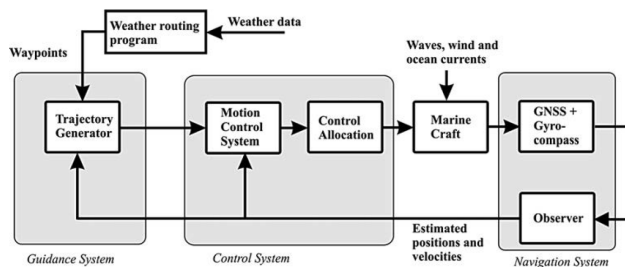 Weather routing
program
Weather data
Waypoints
Waves, wind and
ocean currents
Trajectory
Generator
Motion
Control
System
Control
Allocation
Marine
Craft
GNSS +
Gyro-
compass
Observer
Estimated
positions and
velocities
Guidance System
Control System
Navigation System